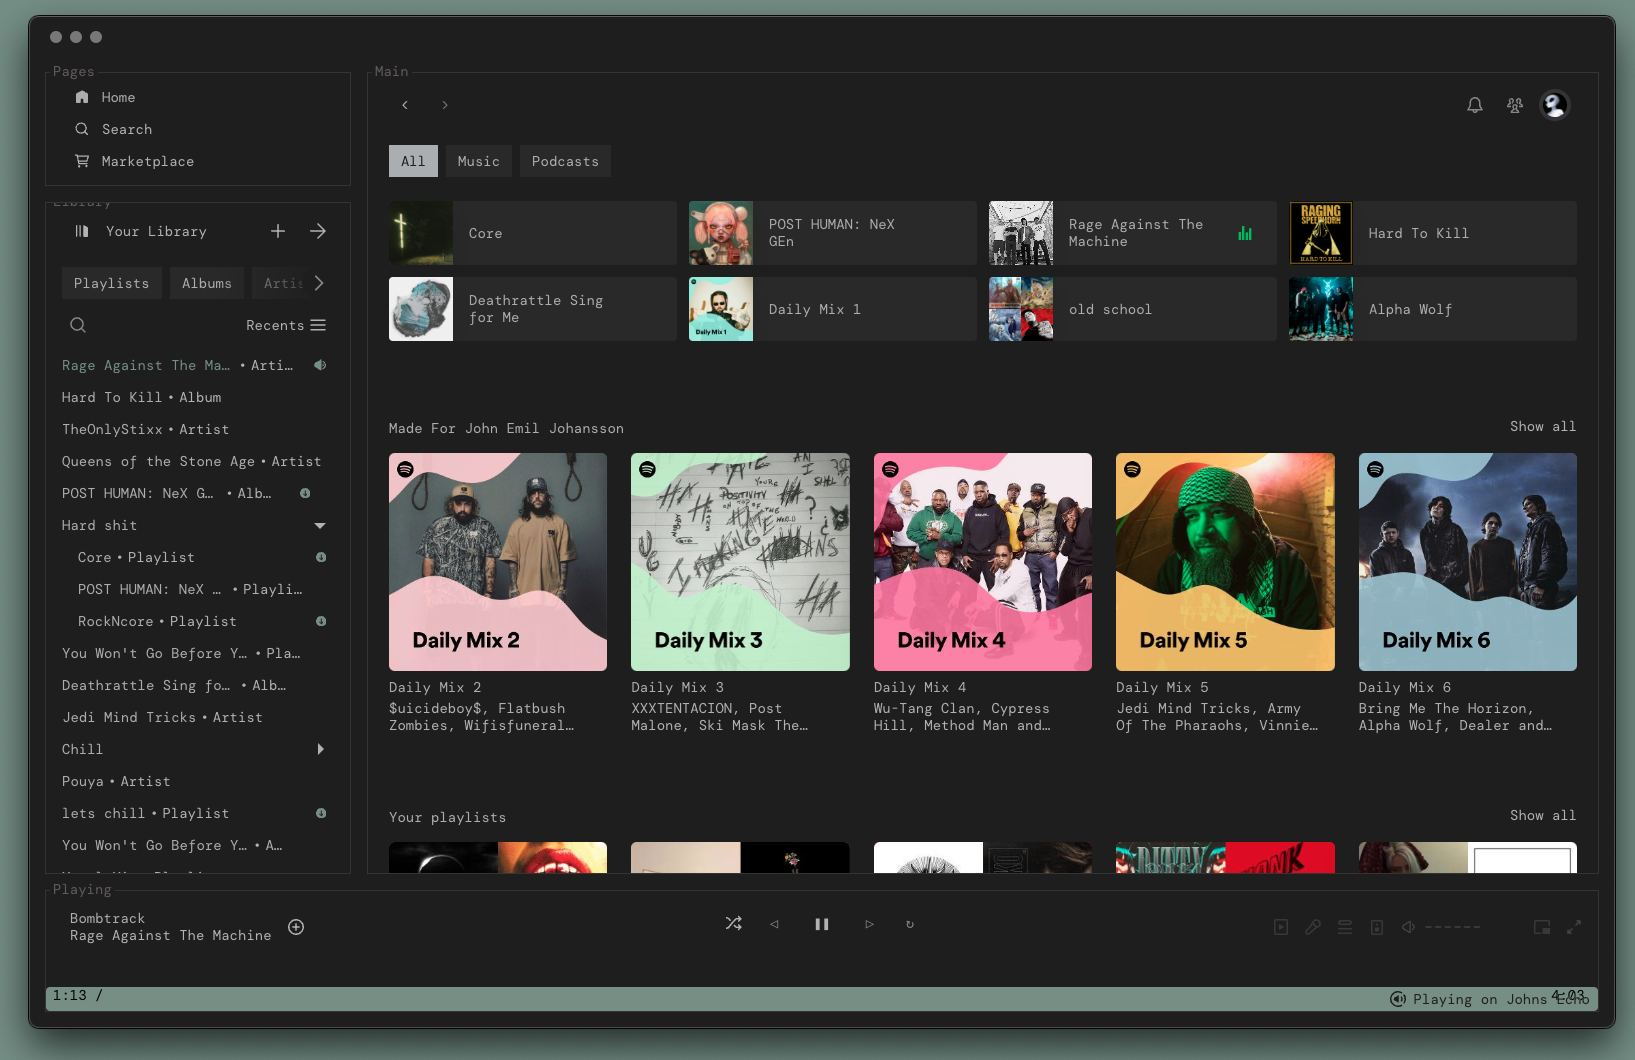 Pages
Home
Search
Marketplace
Library
Your Library
Playlists
Albums
Artis
Recents
Rage Against The Ma… • Arti…
Hard To Kill • Album
TheOnlyStixx • Artist
Queens of the Stone Age • Artist
POST HUMAN: NeX G… • Alb…
Hard shit
Core • Playlist
POST HUMAN: NeX … • Playli…
RockNcore • Playlist
You Won't Go Before Y… • Pla…
Deathrattle Sing fo… • Alb…
Jedi Mind Tricks • Artist
Chill
Pouya • Artist
lets chill • Playlist
You Won't Go Before Y… • A…
Main
All
Music
Podcasts
Core
POST HUMAN: NeX
GEn
Rage Against The
Machine
RAGING
SPEEDHORN
HARD TO KILL
Hard To Kill
Deathrattle Sing
for Me
Daily Mix 1
Daily Mix 1
old school
Alpha Wolf
Made For John Emil Johansson
Show all
Daily Mix 2
Daily Mix 2
$uicideboy$, Flatbush
Zombies, Wifisfuneral…
POSITIVITY
Daily Mix 3
Daily Mix 3
XXXTENTACION, Post
Malone, Ski Mask The…
Daily Mix 4
Daily Mix 4
Wu-Tang Clan, Cypress
Hill, Method Man and…
Daily Mix 5
Daily Mix 5
Jedi Mind Tricks, Army
Of The Pharaohs, Vinnie…
Daily Mix 6
Daily Mix 6
Bring Me The Horizon,
Alpha Wolf, Dealer and…
Your playlists
Show all
Playing
Bombtrack
Rage Against The Machine
1:13 /
4:03
Playing on Johns Echo